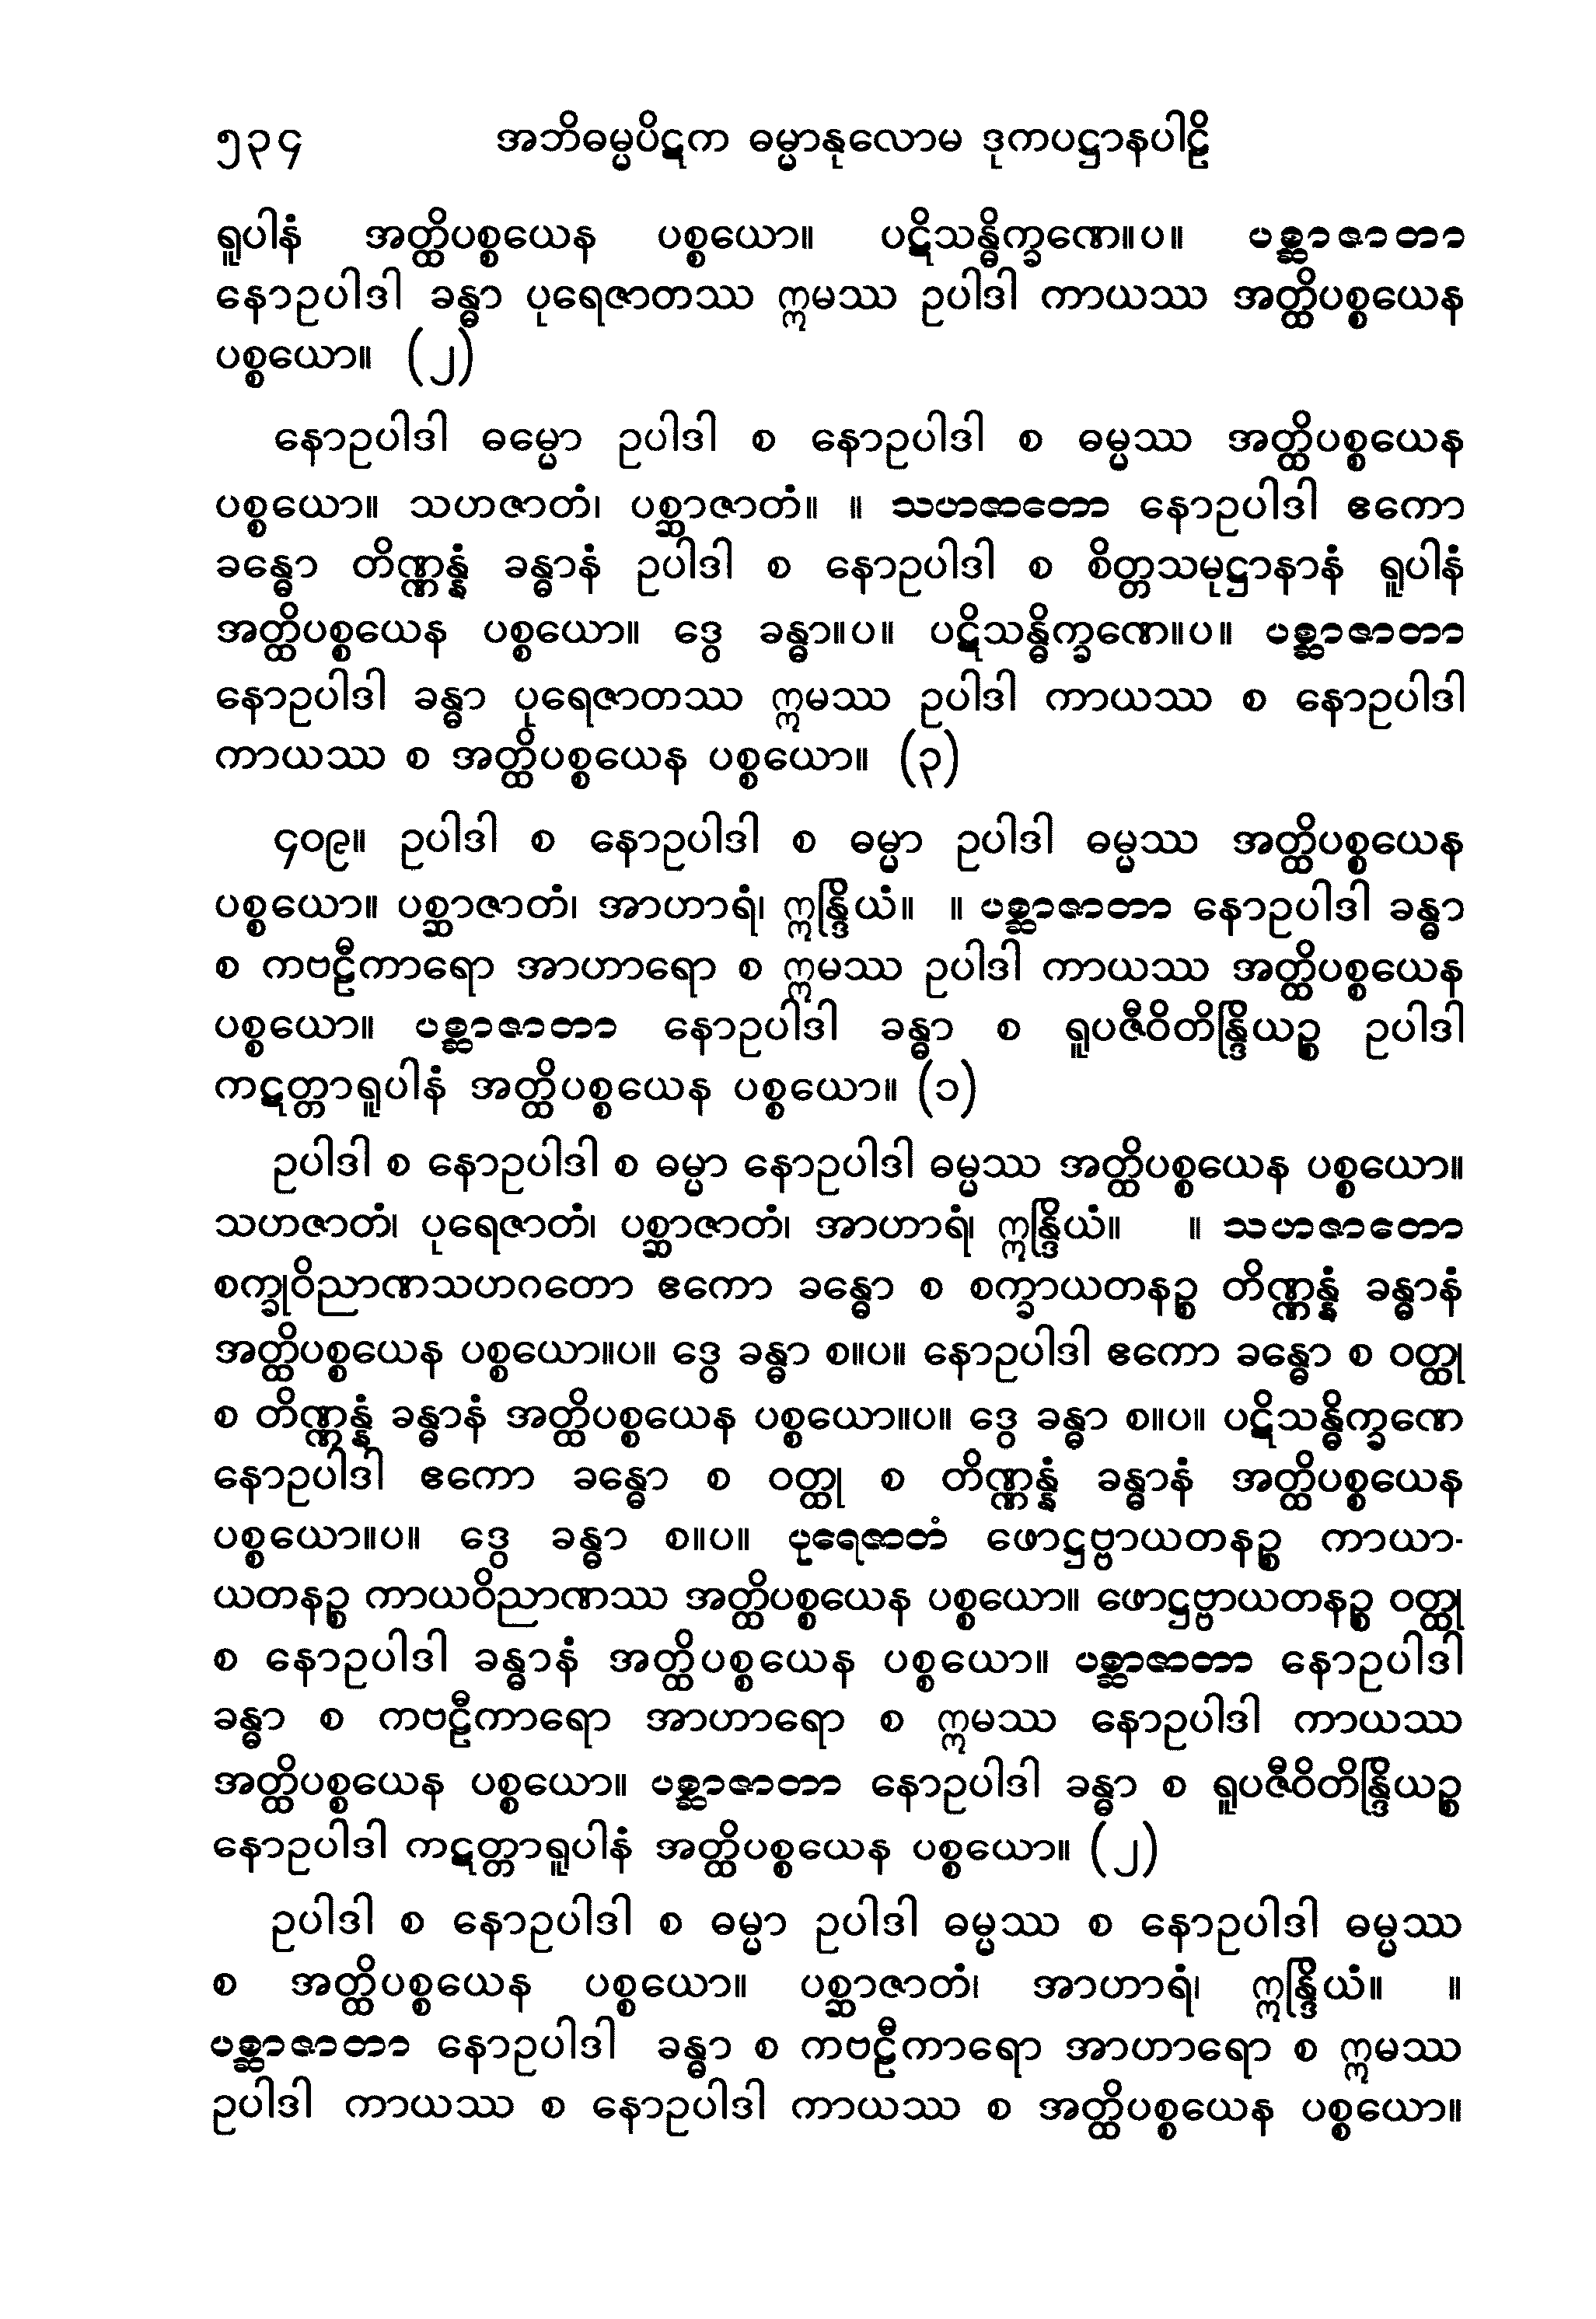 ၅၃၄ အဘိဓမ္မပိဋက ဓမ္မာနုလောမ ဒုကပဋ္ဌာနပါဠိ
ရူပါနံ အတ္ထိပစ္စယေန ပစ္စယော။ ပဋိသန္ဓိက္ခဏေ။ပ။ ပစ္ဆာဇာတာ
နောဥပါဒါ ခန္ဓာ ပုရေဇာတဿ ဣမဿ ဥပါဒါ ကာယဿ အတ္ထိပစ္စယေန
ပစ္စယော။ (၂)
နောဥပါဒါ ဓမ္မော ဥပါဒါ စ နောဥပါဒါ စ ဓမ္မဿ အတ္ထိပစ္စယေန
ပစ္စယော။ သဟဇာတံ၊ ပစ္ဆာဇာတံ။ ။ သဟဇာတော နောဥပါဒါ ဧကော
ခန္ဓော တိဏ္ဏန္နံ ခန္ဓာနံ ဥပါဒါ စ နောဥပါဒါ စ စိတ္တသမုဋ္ဌာနာနံ ရူပါနံ
အတ္ထိပစ္စယေန ပစ္စယော။ ဒွေ ခန္ဓာ။ပ။ ပဋိသန္ဓိက္ခဏေ။ပ။ ပစ္ဆာဇာတာ
နောဥပါဒါ ခန္ဓာ ပုရေဇာတဿ ဣမဿ ဥပါဒါ ကာယဿ စ နောဥပါဒါ
ကာယဿ စ အတ္ထိပစ္စယေန ပစ္စယော။ (၃)
၄၀၉။ ဥပါဒါ စ နောဥပါဒါ စ ဓမ္မာ ဥပါဒါ ဓမ္မဿ အတ္ထိပစ္စယေန
ပစ္စယော။ ပစ္ဆာဇာတံ၊ အာဟာရံ၊ ဣန္ဒြိယံ။ ။ ပစ္ဆာဇာတာ နောဥပါဒါ ခန္ဓာ
စ ကဗဠီကာရော အာဟာရော စ ဣမဿ ဥပါဒါ ကာယဿ အတ္ထိပစ္စယေန
ပစ္စယော။ ပစ္ဆာဇာတာ နောဥပါဒါ ခန္ဓာ စ ရူပဇီဝိတိန္ဒြိယဉ္စ ဥပါဒါ
ကဋတ္တာရူပါနံ အတ္ထိပစ္စယေန ပစ္စယော။ (၁)
ဥပါဒါ စ နောဥပါဒါ စ ဓမ္မာ နောဥပါဒါ ဓမ္မဿ အတ္ထိပစ္စယေန ပစ္စယော။
သဟဇာတံ၊ ပုရေဇာတံ၊ ပစ္ဆာဇာတံ၊ အာဟာရံ၊ ဣန္ဒြိယံ။ ။ သဟဇာတော
စက္ခုဝိညာဏသဟဂတော ဧကော ခန္ဓော စ စက္ခာယတနဉ္စ တိဏ္ဏန္နံ ခန္ဓာနံ
အတ္ထိပစ္စယေန ပစ္စယော။ပ။ ဒွေ ခန္ဓာ စ။ပ။ နောဥပါဒါ ဧကော ခန္ဓော စ ဝတ္ထု
စ တိဏ္ဏန္နံ ခန္ဓာနံ အတ္ထိပစ္စယေန ပစ္စယော။ပ။ ဒွေ ခန္ဓာ စ။ပ။ ပဋိသန္ဓိက္ခဏေ
နောဥပါဒါ ဧကော ခန္ဓော စ ဝတ္ထု စ တိဏ္ဏန္နံ ခန္ဓာနံ အတ္ထိပစ္စယေန
ပစ္စယော။ပ။ ဒွေ ခန္ဓာ စ။ပ။ ပုရေဇာတံ ဖောဋ္ဌဗ္ဗာယတနဉ္စ ကာယာ-
ယတနဉ္စ ကာယဝိညာဏဿ အတ္ထိပစ္စယေန ပစ္စယော။ ဖောဋ္ဌဗ္ဗာယတနဉ္စ ဝတ္ထု
စ နောဥပါဒါ ခန္ဓာနံ အတ္ထိပစ္စယေန ပစ္စယော။ ပစ္ဆာဇာတာ နောဥပါဒါ
ခန္ဓာ စ ကဗဠီကာရော အာဟာရော စ ဣမဿ နောဥပါဒါ ကာယဿ
အတ္ထိပစ္စယေန ပစ္စယော။ ပစ္ဆာဇာတာ နောဥပါဒါ ခန္ဓာ စ ရူပဇီဝိတိန္ဒြိယဉ္စ
နောဥပါဒါ ကဋတ္တာရူပါနံ အတ္ထိပစ္စယေန ပစ္စယော။ (၂)
ဥပါဒါ စ နောဥပါဒါ စ ဓမ္မာ ဥပါဒါ ဓမ္မဿ စ နောဥပါဒါ ဓမ္မဿ
စ အတ္ထိပစ္စယေန ပစ္စယော။ ပစ္ဆာဇာတံ၊ အာဟာရံ၊ ဣန္ဒြိယံ။ ။
ပစ္ဆာဇာတာ နောဥပါဒါ ခန္ဓာ စ ကဗဠီကာရော အာဟာရော စ ဣမဿ
ဥပါဒါ ကာယဿ စ နောဥပါဒါ ကာယဿ စ အတ္ထိပစ္စယေန ပစ္စယော။